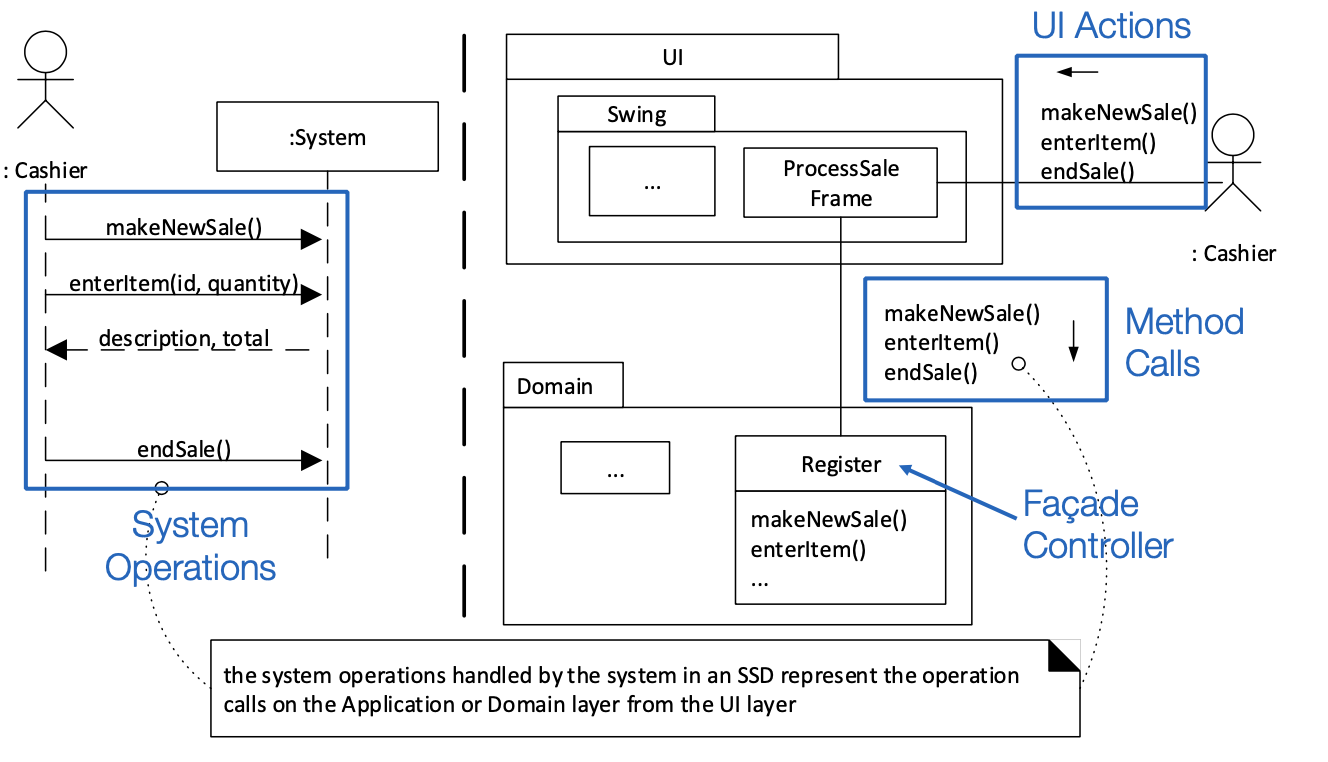 : Cashier
:System
makeNewSale()
enterItem(id, quantity)
description, total
endSale()
System
Operations
UI
Swing
...
ProcessSale
Frame
UI Actions
makeNewSale()
enterItem()
endSale()
: Cashier
makeNewSale()
enterItem()
endSale()
Method
Calls
Domain
...
Register
makeNewSale()
enterItem()
...
Façade
Controller
the system operations handled by the system in an SSD represent the operation
calls on the Application or Domain layer from the UI layer